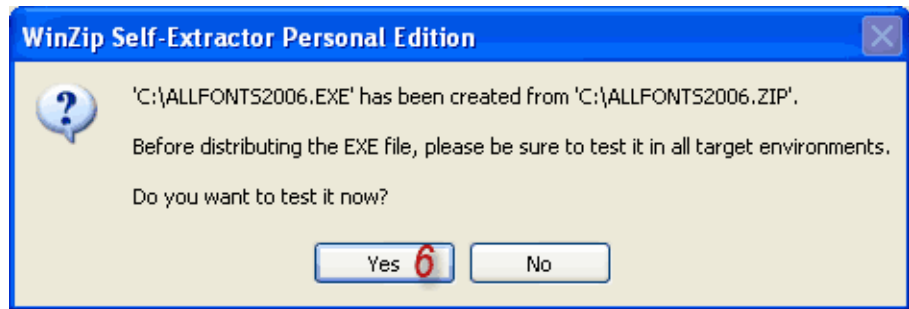 WinZip Self-Extractor Personal Edition
?
'C:\ALLFONTS2006.EXE' has been created from 'C:\ALLFONTS2006.ZIP'.
Before distributing the EXE file, please be sure to test it in all target environments.
Do you want to test it now?
Yes 6 No